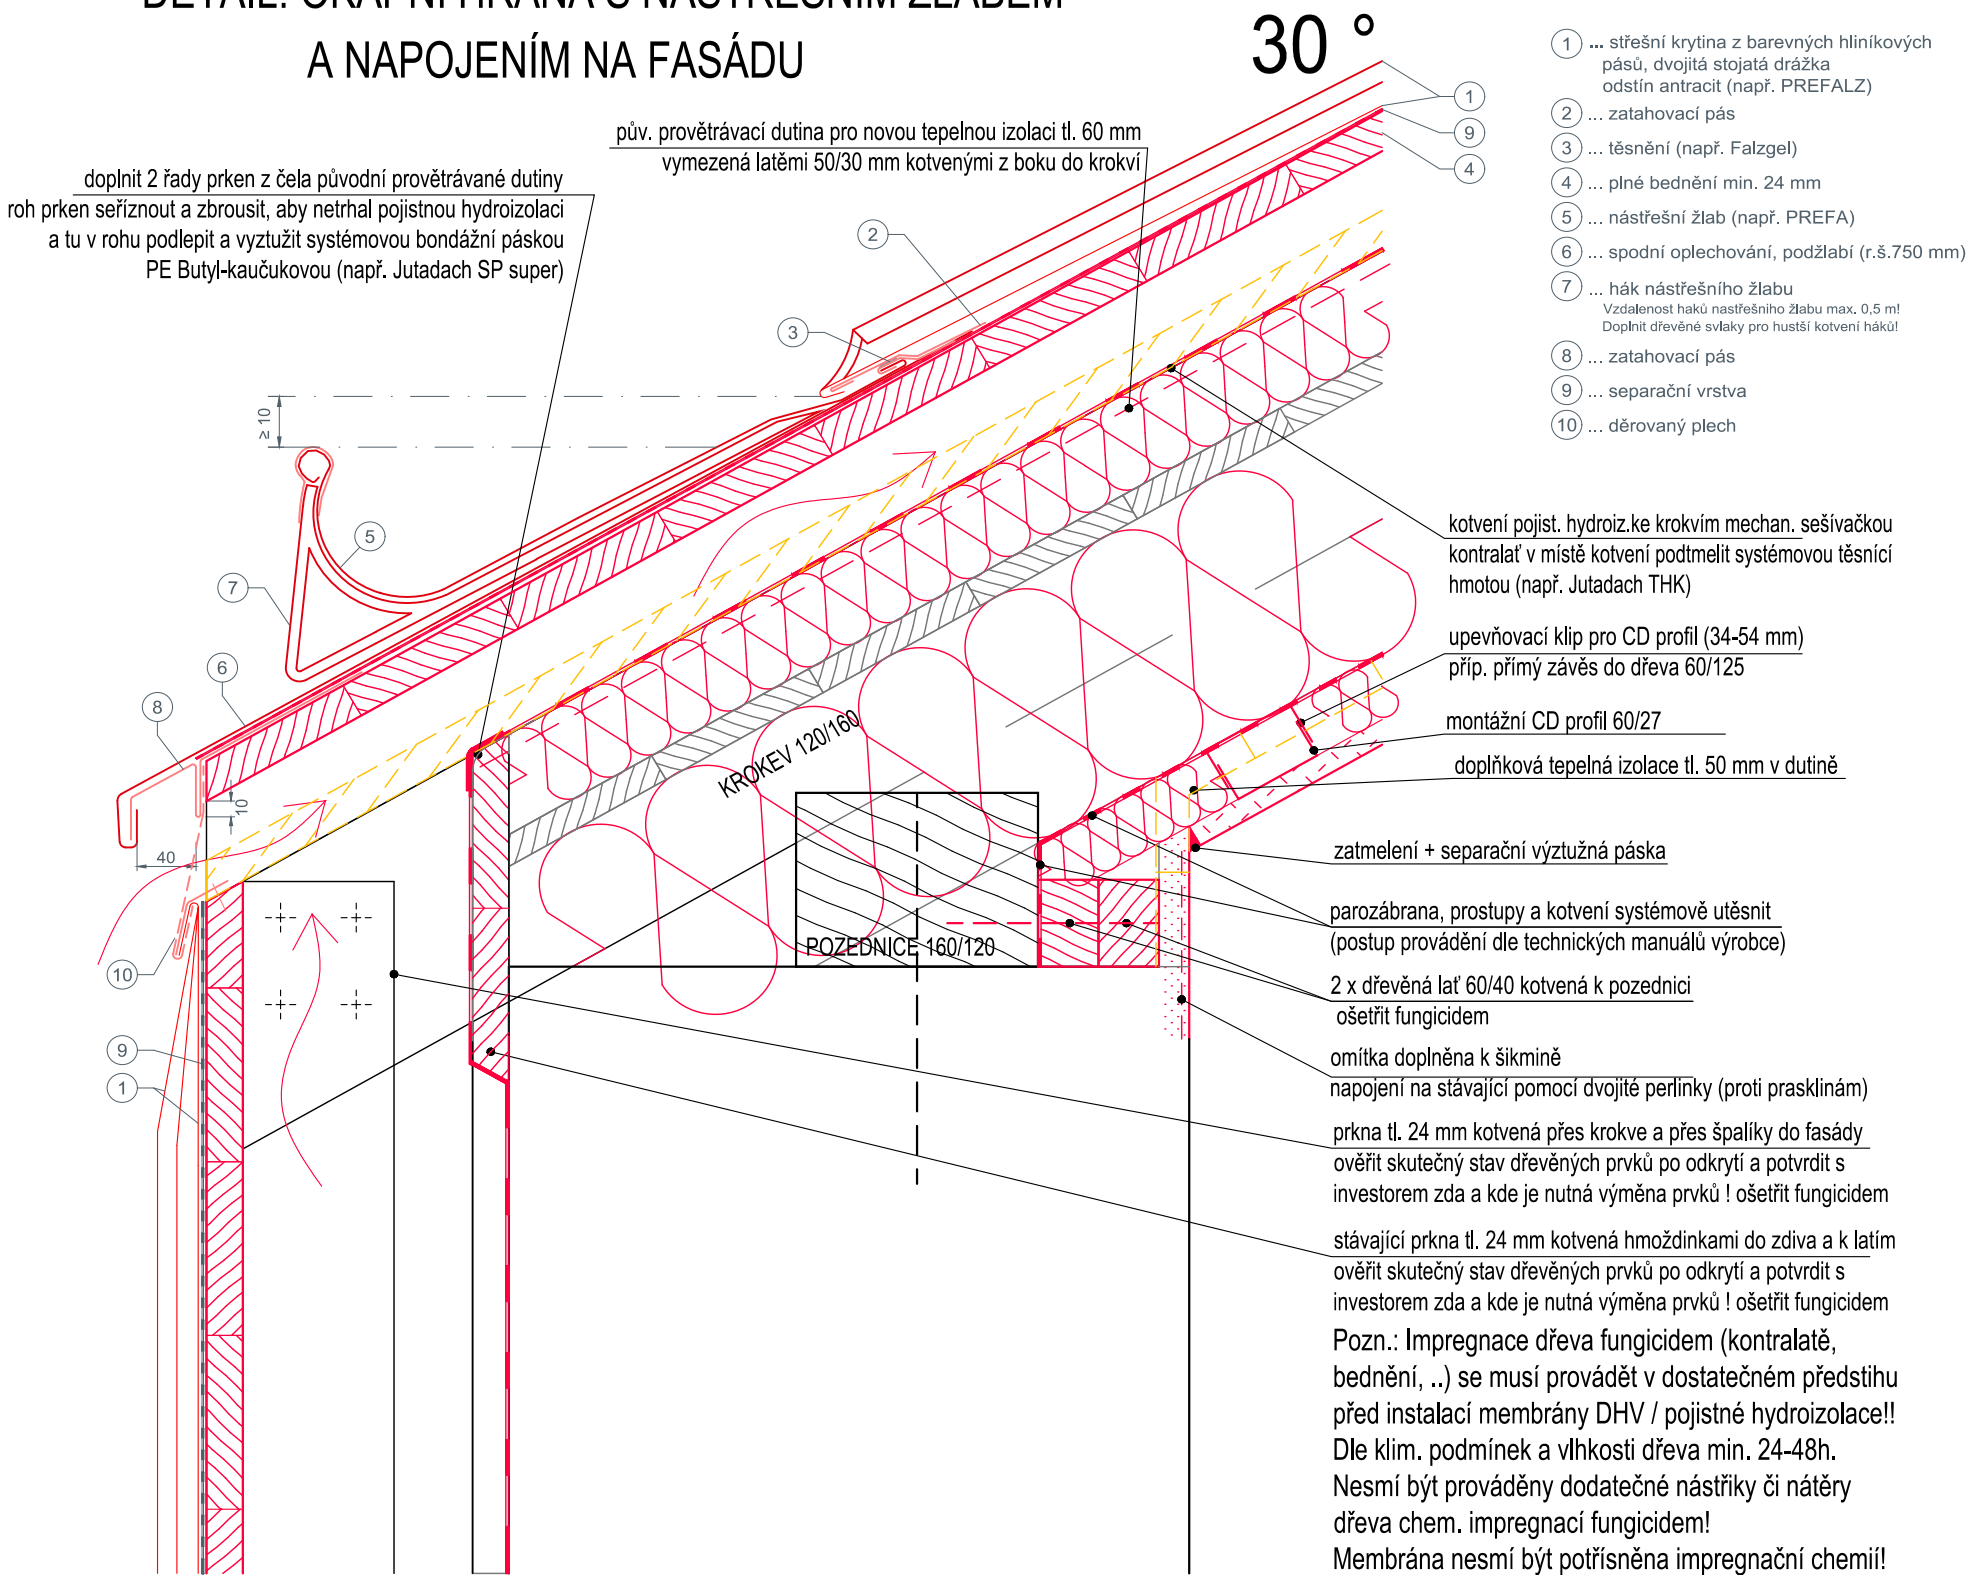 DETAIL: OKAPNÍ HRANA S NÁSTŘEŠNÍM ŽLABEM
A NAPOJENÍM NA FASÁDU
30 °
1 ... střešní krytina z barevných hliníkových
pásů, dvojitá stojatá drážka
odstín antracit (např. PREFALZ)
2 ... zatahovací pás
3 ... těsnění (např. Falzgel)
4 ... plné bednění min. 24 mm
5 ... nástřešní žlab (např. PREFA)
6 ... spodní oplechování, podžlabí (r.š.750 mm)
7 ... hák nástřešního žlabu
Vzdalenost haků nastřešniho žlabu max. 0,5 m!
Doplnit dřevěné svlaky pro hustší kotvení háků!
8 ... zatahovací pás
9 ... separační vrstva
10 ... děrovaný plech
pův. provětrávací dutina pro novou tepelnou izolaci tl. 60 mm
vymezená latěmi 50/30 mm kotvenými z boku do krokví
doplnit 2 řady prken z čela původní provětrávané dutiny
roh prken seříznout a zbrousit, aby netrhal pojistnou hydroizolaci
a tu v rohu podlepit a vyztužit systémovou bondážní páskou
PE Butyl-kaučukovou (např. Jutadach SP super)
1
9
4
2
3
≥ 10
5
7
6
8
10
40
10
9
1
KROKEV 120/160
POZEDNICE 160/120
kotvení pojist. hydroiz.ke krokvím mechan. sešívačkou
kontralať v místě kotvení podtmelit systémovou těsnící
hmotou (např. Jutadach THK)
upevňovací klip pro CD profil (34-54 mm)
příp. přímý závěs do dřeva 60/125
montážní CD profil 60/27
doplňková tepelná izolace tl. 50 mm v dutině
zatmelení + separační výztužná páska
parozábrana, prostupy a kotvení systémově utěsnit
(postup provádění dle technických manuálů výrobce)
2 x dřevěná lať 60/40 kotvená k pozednici
ošetřit fungicidem
omítka doplněna k šikmině
napojení na stávající pomocí dvojité perlinky (proti prasklinám)
prkna tl. 24 mm kotvená přes krokve a přes špalíky do fasády
ověřit skutečný stav dřevěných prvků po odkrytí a potvrdit s
investorem zda a kde je nutná výměna prvků ! ošetřit fungicidem
stávající prkna tl. 24 mm kotvená hmoždinkami do zdiva a k latím
ověřit skutečný stav dřevěných prvků po odkrytí a potvrdit s
investorem zda a kde je nutná výměna prvků ! ošetřit fungicidem
Pozn.: Impregnace dřeva fungicidem (kontralatě,
bednění, ..) se musí provádět v dostatečném předstihu
před instalací membrány DHV / pojistné hydroizolace!!
Dle klim. podmínek a vlhkosti dřeva min. 24-48h.
Nesmí být prováděny dodatečné nástřiky či nátěry
dřeva chem. impregnací fungicidem!
Membrána nesmí být potřísněna impregnační chemií!